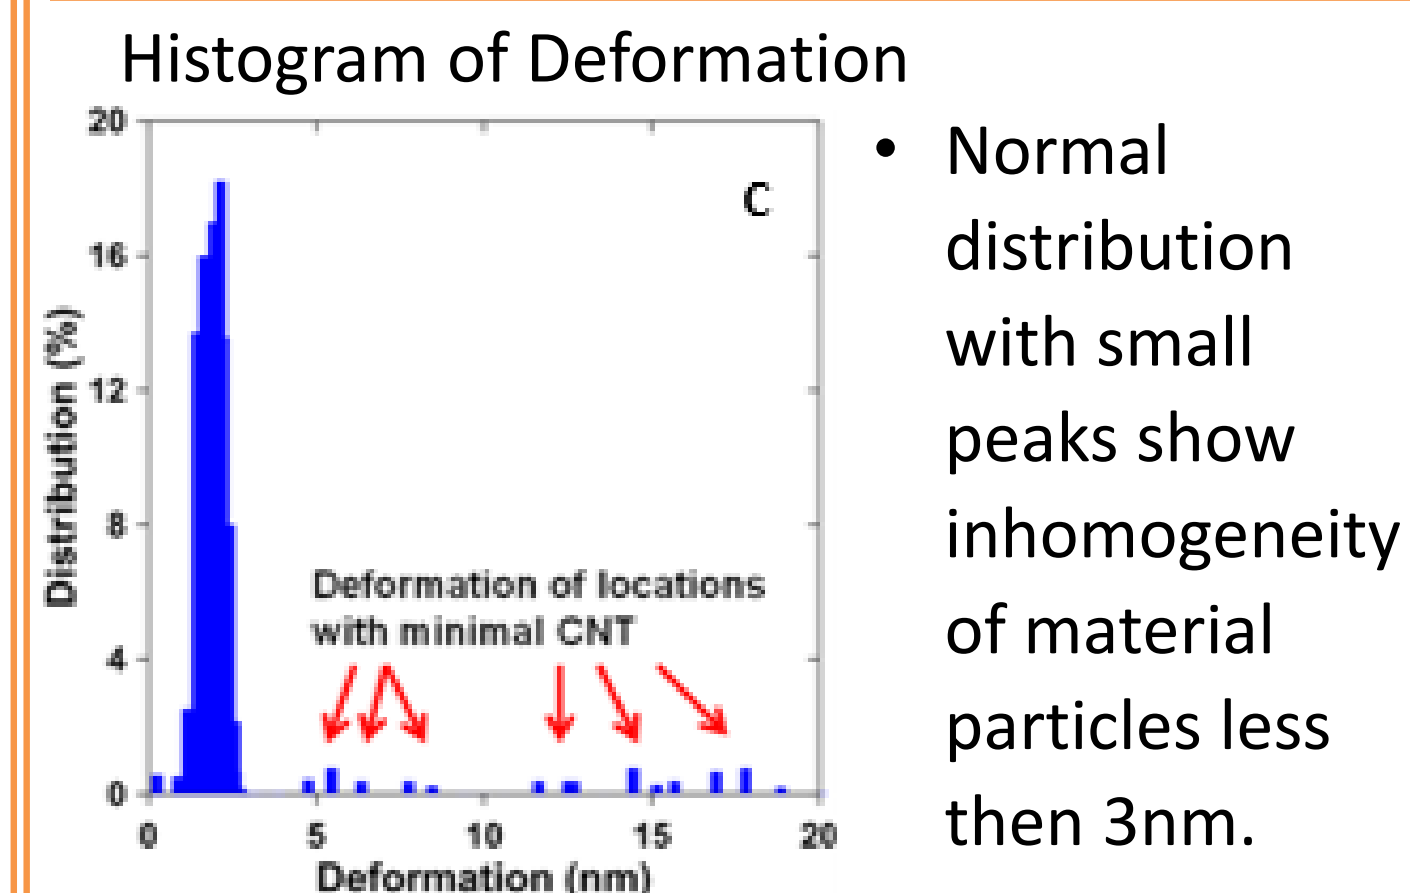 Histogram of Deformation
20
16
12
8
4
0
Distribution (%)
C
Deformation of locations
with minimal CNT
0 5 10 15 20
Deformation (nm)
• Normal
distribution
with small
peaks show
inhomogeneity
of material
particles less
then 3nm.